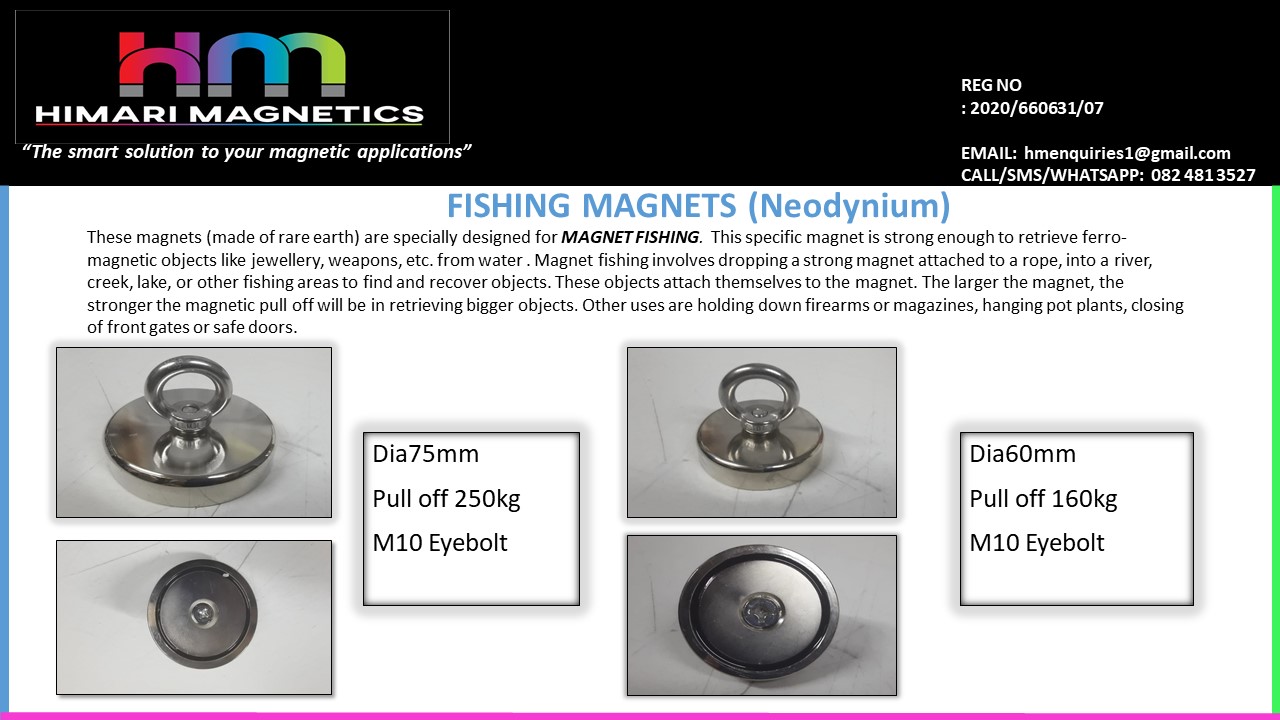 HM
HIMARI MAGNETICS
“The smart solution to your magnetic applications”
REG NO
: 2020/660631/07
EMAIL: hmenquiries1@gmail.com
CALL/SMS/WHATSAPP: 082 481 3527
FISHING MAGNETS (Neodynium)
These magnets (made of rare earth) are specially designed for MAGNET FISHING. This specific magnet is strong enough to retrieve ferro-
magnetic objects like jewellery, weapons, etc. from water . Magnet fishing involves dropping a strong magnet attached to a rope, into a river,
creek, lake, or other fishing areas to find and recover objects. These objects attach themselves to the magnet. The larger the magnet, the
stronger the magnetic pull off will be in retrieving bigger objects. Other uses are holding down firearms or magazines, hanging pot plants, closing
of front gates or safe doors.
Dia75mm
Pull off 250kg
M10 Eyebolt
Dia60mm
Pull off 160kg
M10 Eyebolt